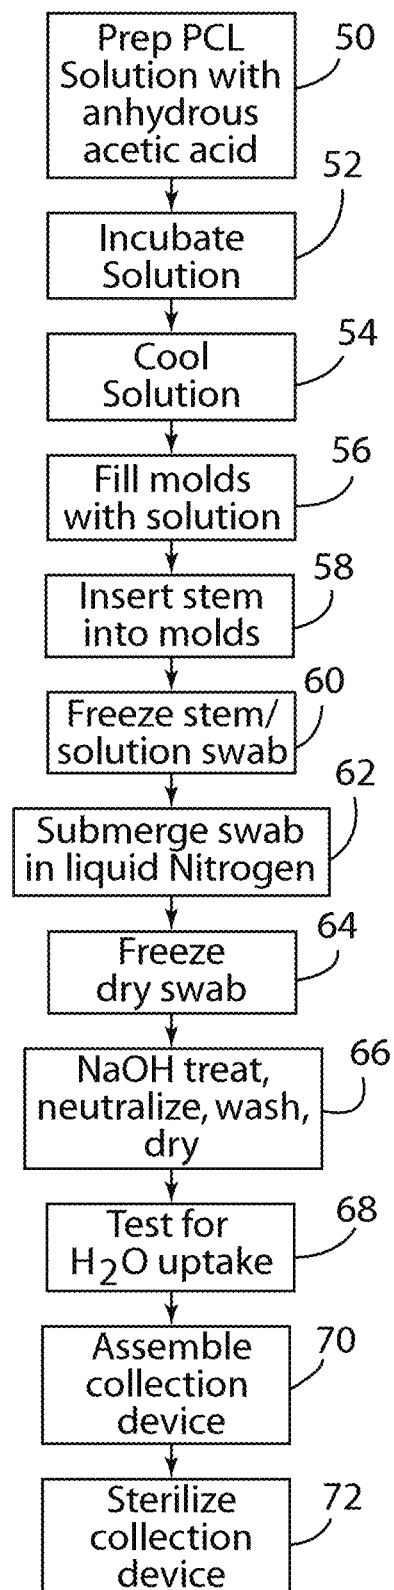 Prep PCL
Solution with
anhydrous
acetic acid
50
Incubate
Solution
52
Cool
Solution
54
Fill molds
with solution
56
Insert stem
into molds
58
Freeze stem/
solution swab
60
Submerge swab
in liquid Nitrogen
62
Freeze
dry swab
64
NaOH treat,
neutralize, wash,
dry
66
Test for
H2O uptake
68
Assemble
collection
device
70
Sterilize
collection
device
72